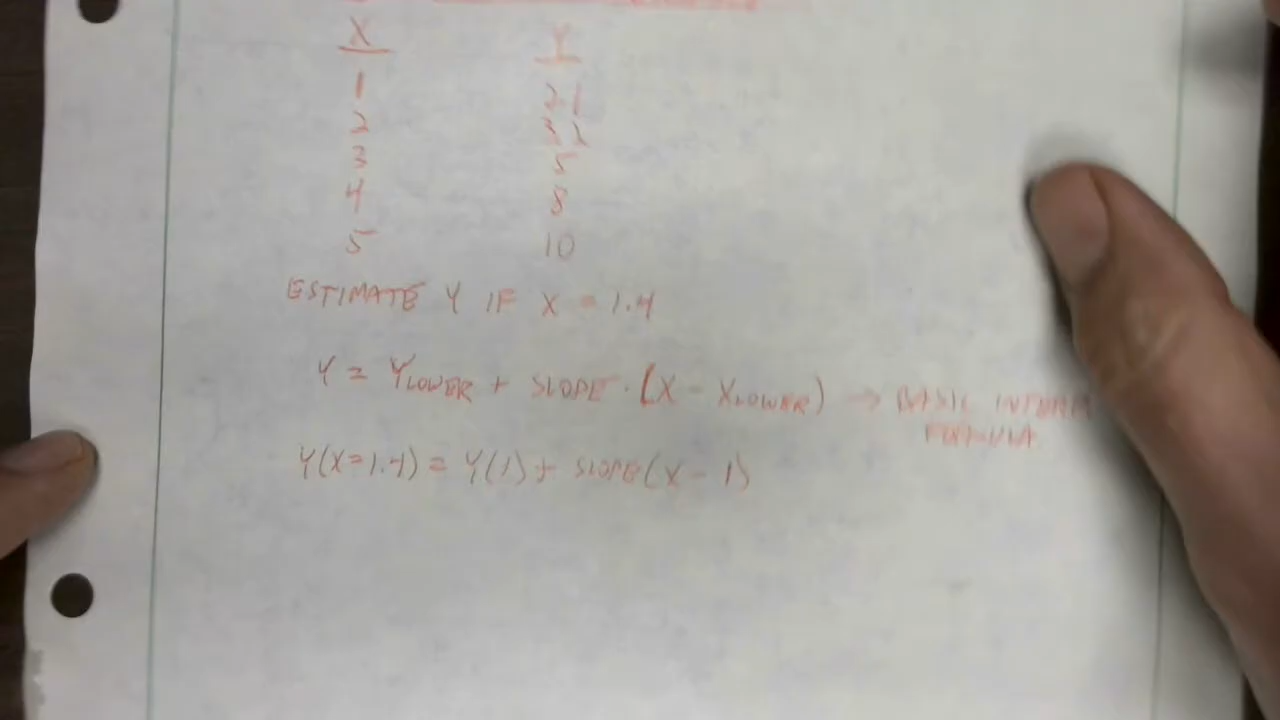 X Y
1 2.1
2 3.2
3 5
4 8
5 10
ESTIMATE Y IF X = 1.4
Y = YLOWER + SLOPE · (X - XLOWER) → BASIC
Y(X=1.4) = Y(1) + SLOPE(X - 1)